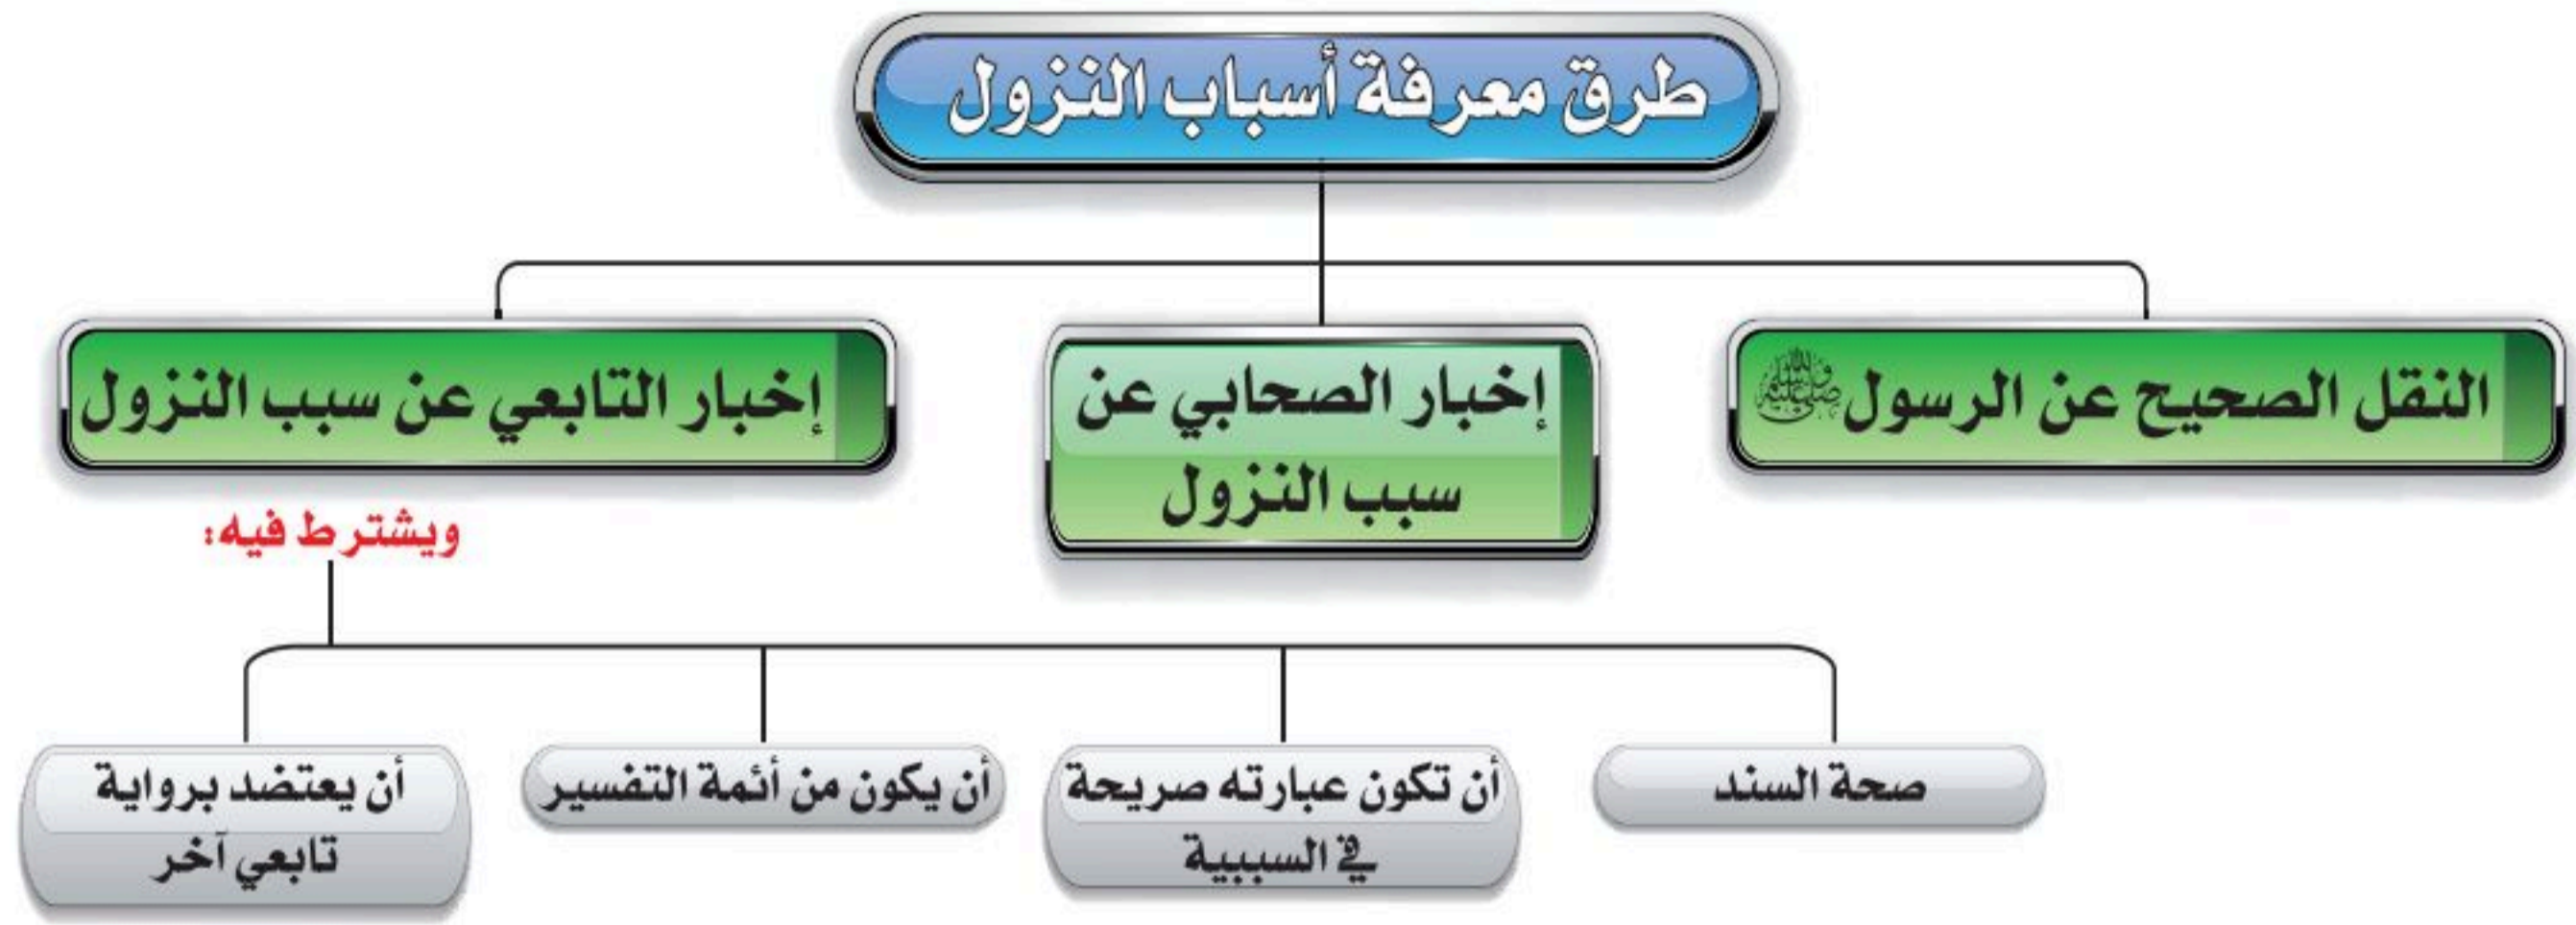 طرق معرفة أسباب النزول
النقل الصحيح عن الرسول ﷺ
إخبار الصحابي عن
سبب النزول
إخبار التابعي عن سبب النزول
ويشترط فيه:
صحة السند
أن تكون عبارته صريحة
في السببية
أن يكون من أئمة التفسير
أن يعتضد برواية
تابعي آخر